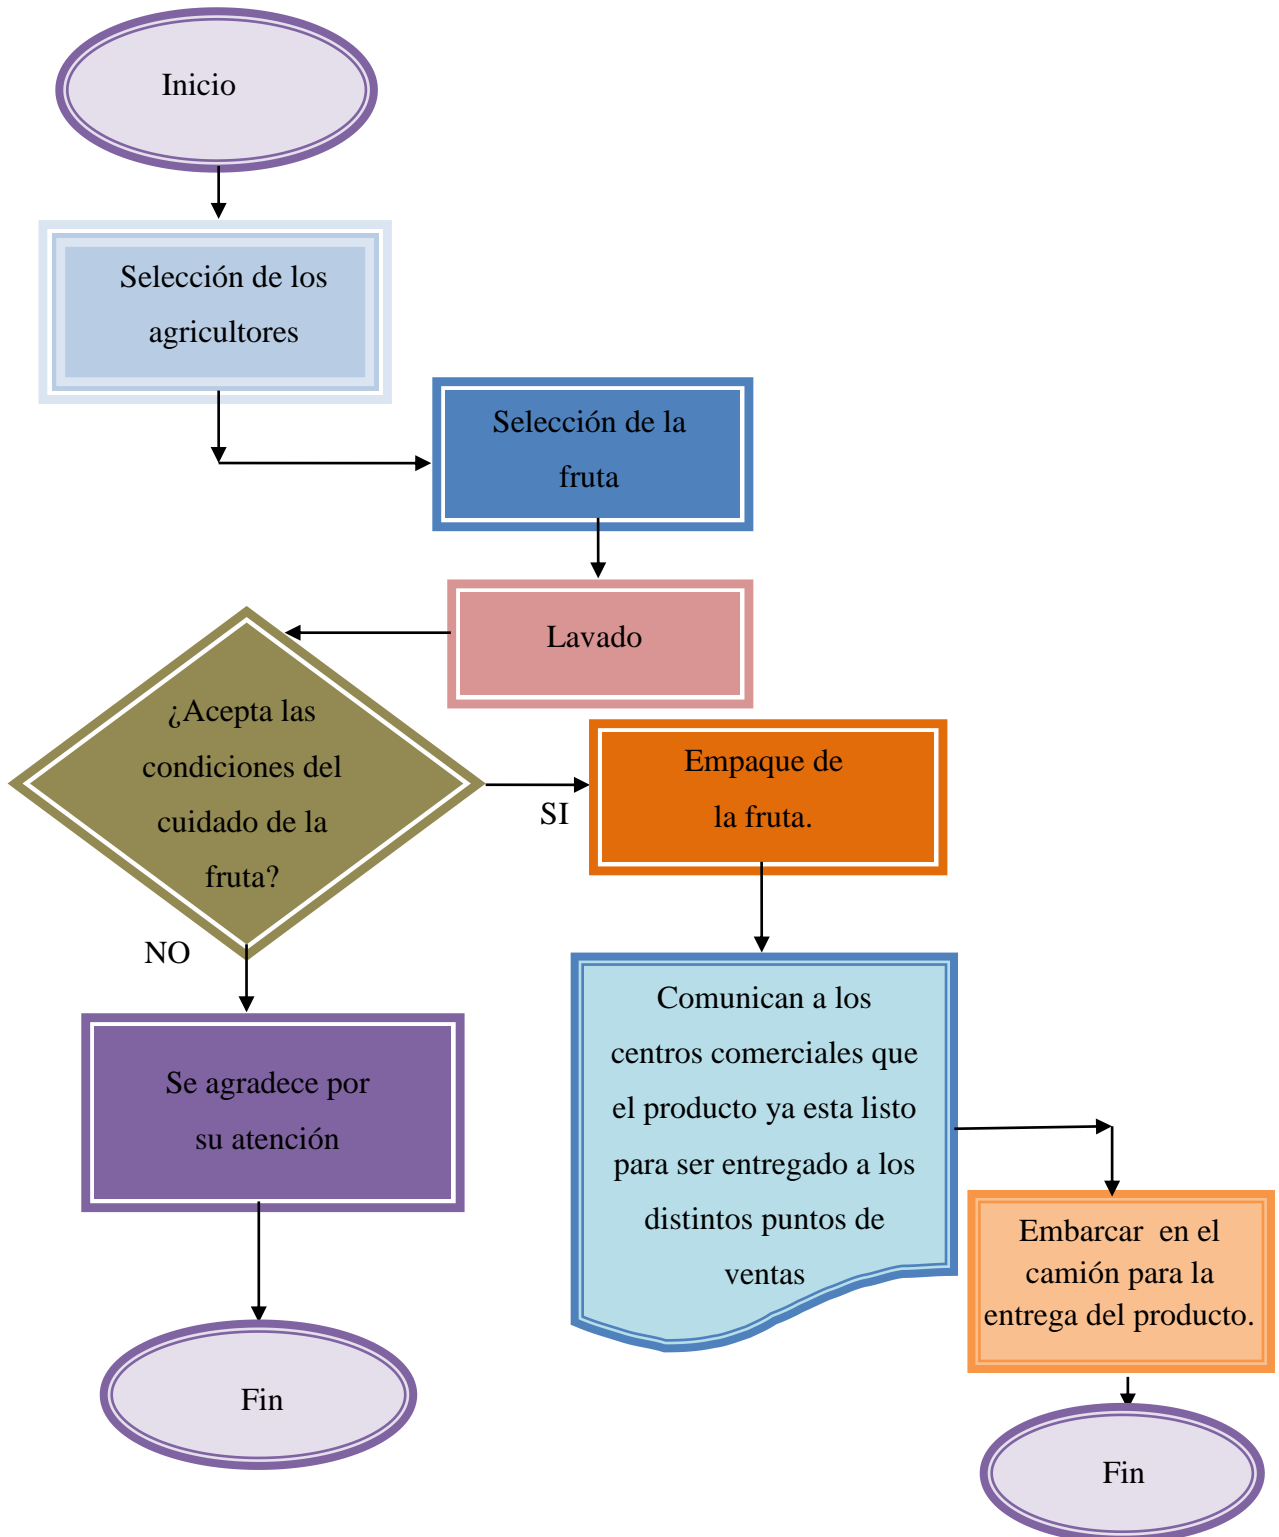 Inicio
Selección de los
agricultores
Selección de la
fruta
Lavado
¿Acepta las
condiciones del
cuidado de la
fruta?
SI
Empaque de
la fruta.
NO
Se agradece por
su atención
Fin
Comunican a los
centros comerciales que
el producto ya esta listo
para ser entregado a los
distintos puntos de
ventas
Embarcar  en el
camión para la
entrega del producto.
Fin